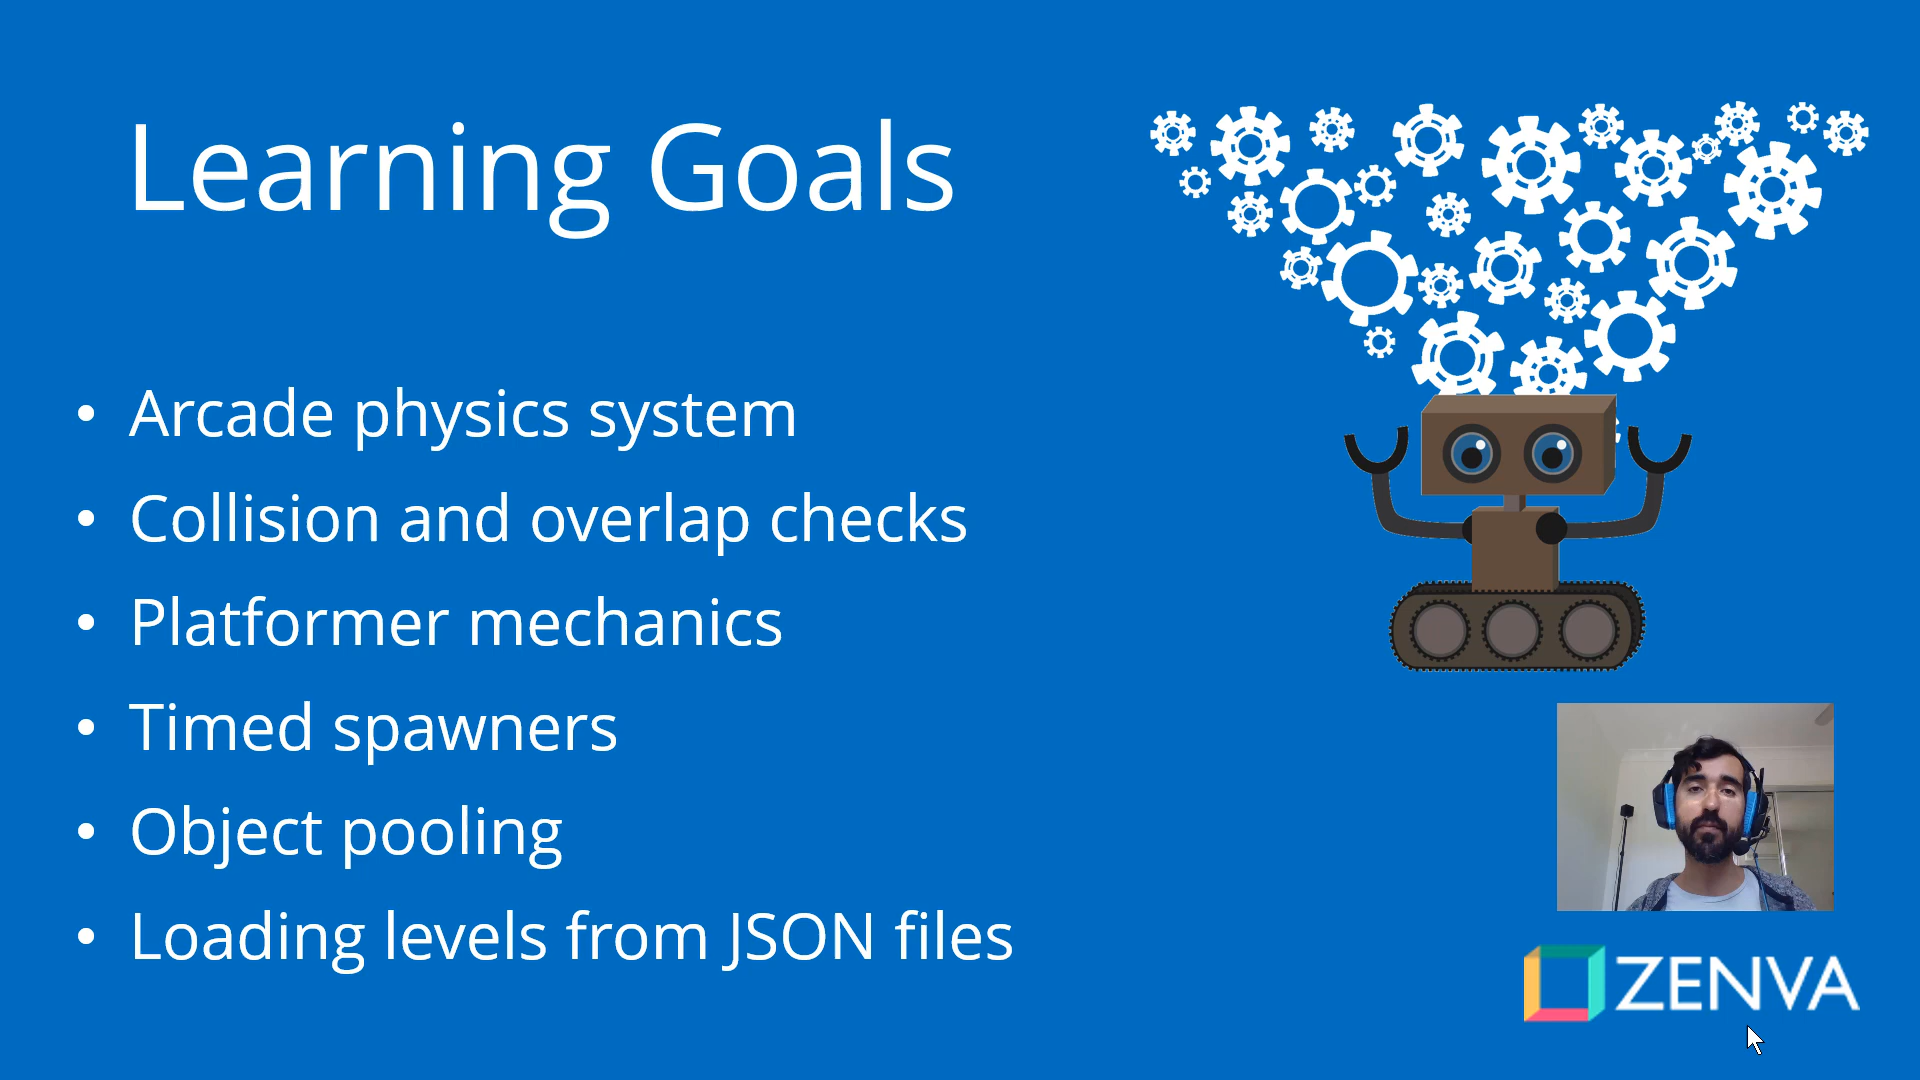 Learning Goals
• Arcade physics system
• Collision and overlap checks
• Platformer mechanics
• Timed spawners
• Object pooling
• Loading levels from JSON files
ZENVA